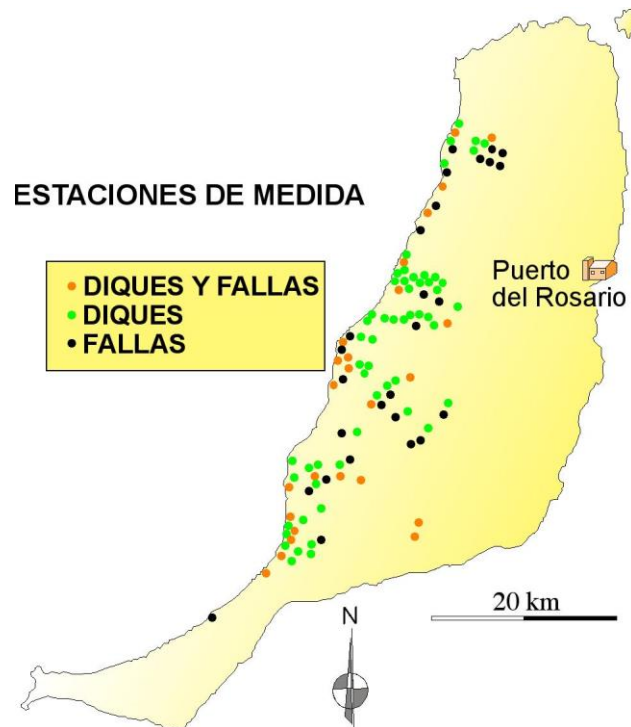 ESTACIONES DE MEDIDA
DIQUES Y FALLAS
DIQUES
FALLAS
Puerto
del Rosario
20 km
N